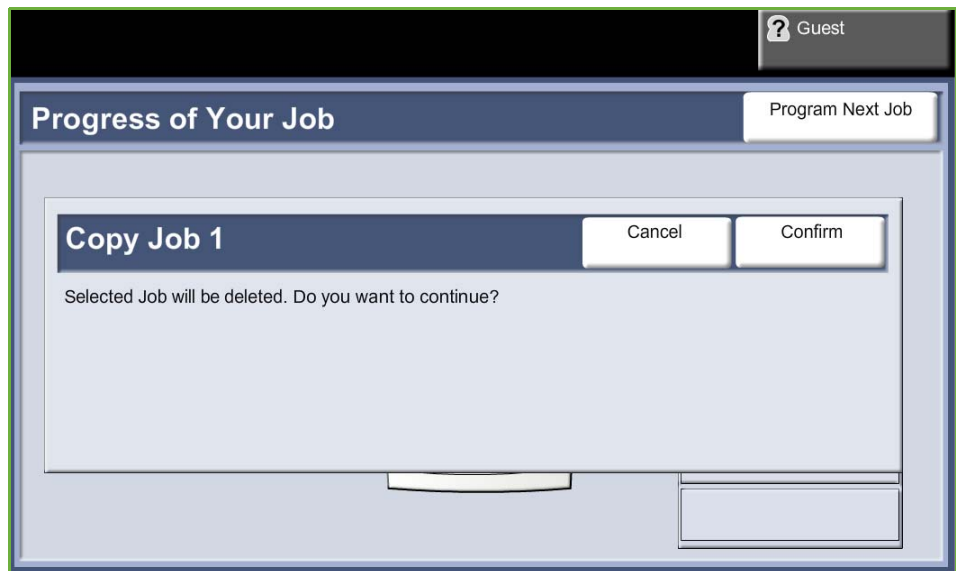 Guest
Progress of Your Job
Program Next Job
Copy Job 1
Cancel
Confirm
Selected Job will be deleted. Do you want to continue?